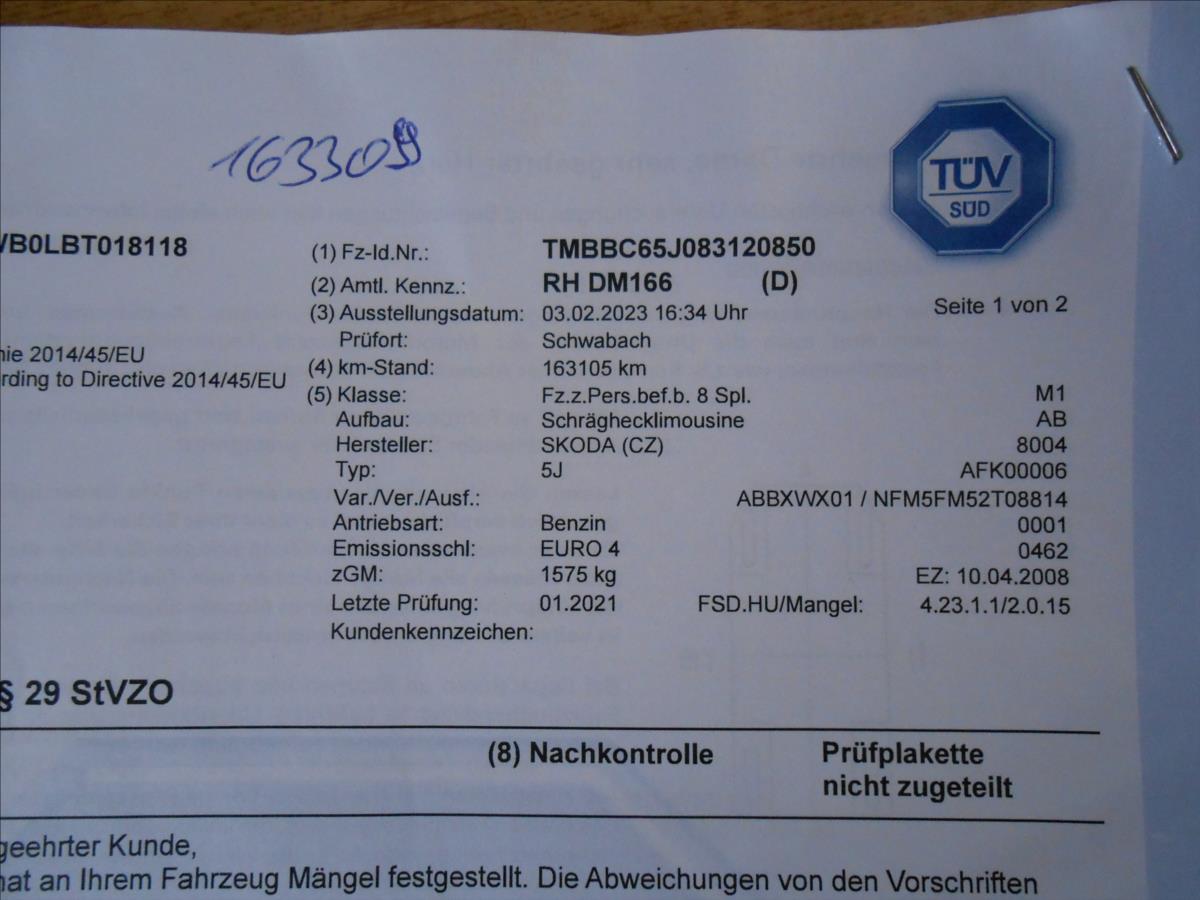 163309
TÜV
SÜD
VB0LBT018118
(1) Fz-Id.Nr.: TMBBC65J083120850
(2) Amtl. Kennz.: RH DM166 (D)
Seite 1 von 2
(3) Ausstellungsdatum: 03.02.2023 16:34 Uhr
Prüfort: Schwabach
nie 2014/45/EU
(4) km-Stand: 163105 km
rding to Directive 2014/45/EU
(5) Klasse: Fz.z.Pers.bef.b. 8 Spl. M1
Aufbau: Schräghecklimousine AB
Hersteller: SKODA (CZ) 8004
Typ: 5J AFK00006
Var./Ver./Ausf.: ABBXWX01 / NFM5FM52T08814
Antriebsart: Benzin 0001
Emissionsschl: EURO 4 0462
zGM: 1575 kg EZ: 10.04.2008
Letzte Prüfung: 01.2021 FSD.HU/Mangel: 4.23.1.1/2.0.15
Kundenkennzeichen:
§ 29 StVZO
(8) Nachkontrolle Prüfplakette
nicht zugeteilt
geehrter Kunde,
hat an Ihrem Fahrzeug Mängel festgestellt. Die Abweichungen von den Vorschriften